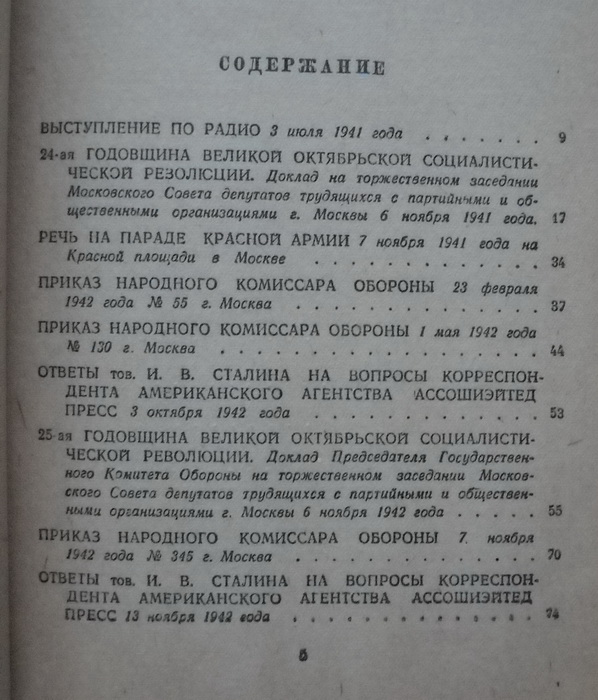 СОДЕРЖАНИЕ
ВЫСТУПЛЕНИЕ ПО РАДИО 3 июля 1941 года . . . . . . 9
24-ая ГОДОВЩИНА ВЕЛИКОЙ ОКТЯБРЬСКОЙ СОЦИАЛИСТИ-
ЧЕСКОЙ РЕВОЛЮЦИИ. Доклад на торжественном заседании
Московского Совета депутатов трудящихся с партийными и об-
щественными организациями г. Москвы 6 ноября 1941 года. 17
РЕЧЬ НА ПАРАДЕ КРАСНОЙ АРМИИ 7 ноября 1941 года на
Красной площади в Москве . . . . . . . . . . . . 34
ПРИКАЗ НАРОДНОГО КОМИССАРА ОБОРОНЫ 23 февраля
1942 года № 55 г. Москва . . . . . . . . . . . . . 37
ПРИКАЗ НАРОДНОГО КОМИССАРА ОБОРОНЫ 1 мая 1942 года
№ 130 г. Москва . . . . . . . . . . . . . . . . 44
ОТВЕТЫ тов. И. В. СТАЛИНА НА ВОПРОСЫ КОРРЕСПОН-
ДЕНТА АМЕРИКАНСКОГО АГЕНТСТВА АССОШИЭЙТЕД
ПРЕСС 3 октября 1942 года . . . . . . . . . . . . 53
25-ая ГОДОВЩИНА ВЕЛИКОЙ ОКТЯБРЬСКОЙ СОЦИАЛИСТИ-
ЧЕСКОЙ РЕВОЛЮЦИИ. Доклад Председателя Государствен-
ного Комитета Обороны на торжественном заседании Москов-
ского Совета депутатов трудящихся с партийными и обществен-
ными организациями г. Москвы 6 ноября 1942 года . . . . . 55
ПРИКАЗ НАРОДНОГО КОМИССАРА ОБОРОНЫ 7 ноября
1942 года № 345 г. Москва . . . . . . . . . . . . . 70
ОТВЕТЫ тов. И. В. СТАЛИНА НА ВОПРОСЫ КОРРЕСПОН-
ДЕНТА АМЕРИКАНСКОГО АГЕНТСТВА АССОШИЭЙТЕД
ПРЕСС 13 ноября 1942 года . . . . . . . . . . . . . 74
5